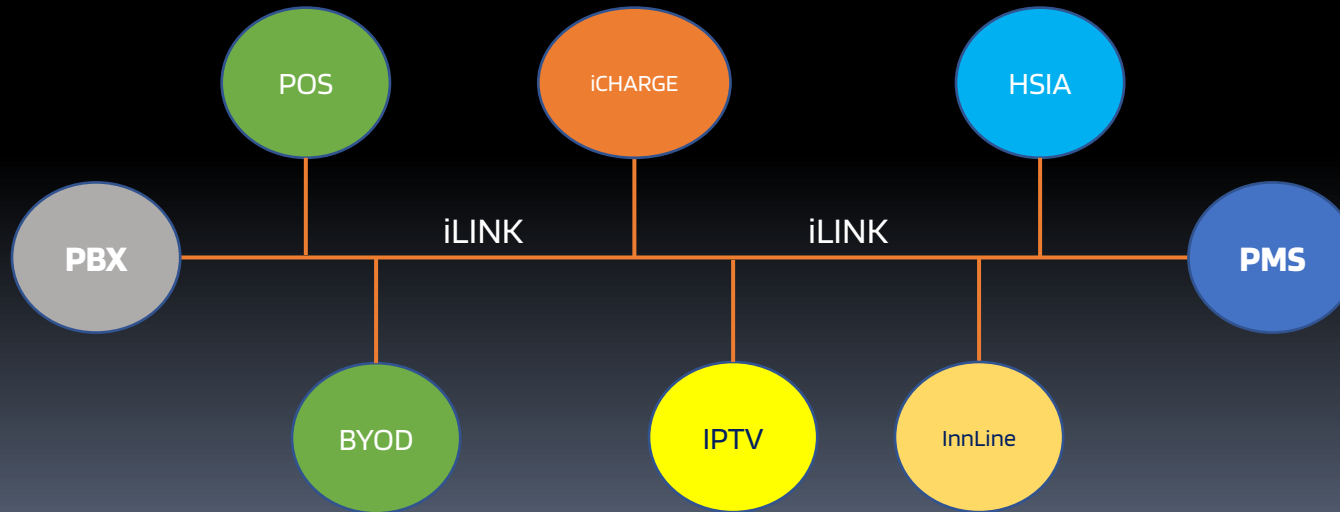 POS
iCHARGE
HSIA
iLINK
iLINK
PBX
PMS
BYOD
IPTV
InnLine